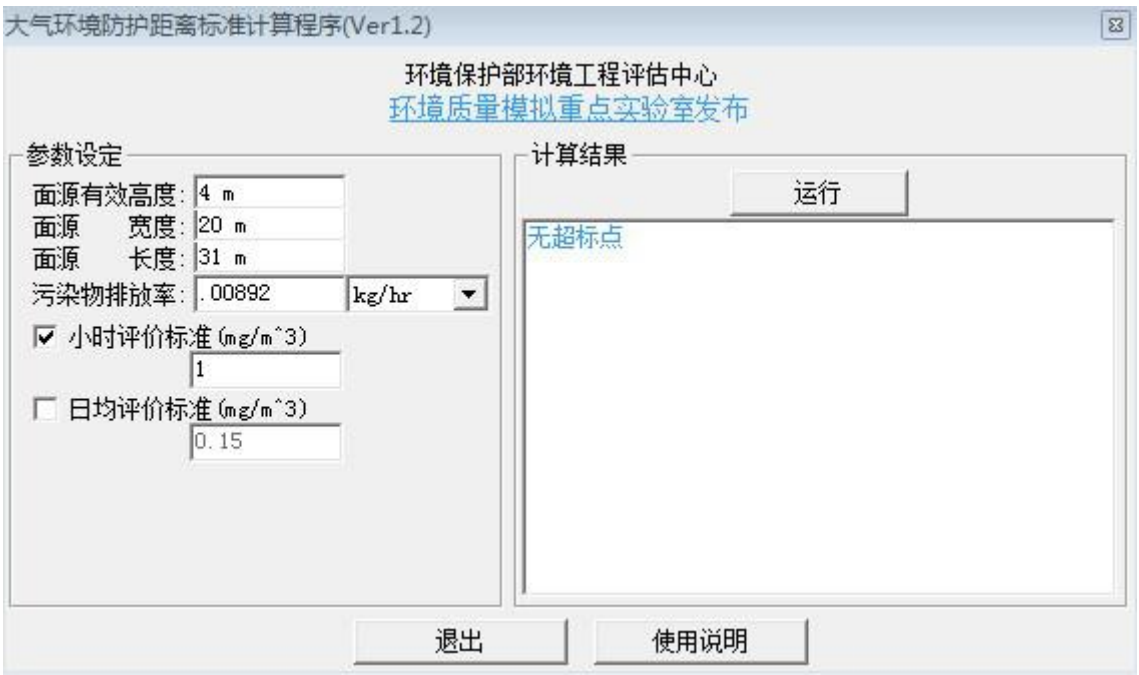 大气环境防护距离标准计算程序(Ver1.2)
环境保护部环境工程评估中心
环境质量模拟重点实验室发布
参数设定
面源有效高度: 4 m
面源 宽度: 20 m
面源 长度: 31 m
污染物排放率: .00892 kg/hr
小时评价标准(mg/m^3)
1
日均评价标准(mg/m^3)
0.15
计算结果
运行
无超标点
退出
使用说明